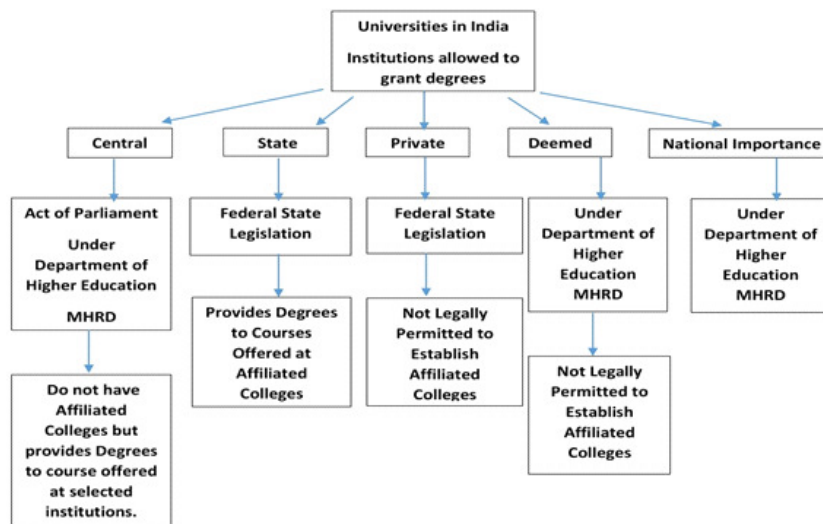 Universities in India
Institutions allowed to
grant degrees
Central
State
Private
Deemed
National Importance
Act of Parliament
Under
Department of
Higher Education
MHRD
Federal State
Legislation
Federal State
Legislation
Under
Department of
Higher
Education
MHRD
Under
Department of
Higher
Education
MHRD
Do not have
Affiliated
Colleges but
provides Degrees
to course offered
at selected
institutions.
Provides Degrees
to Courses
Offered at
Affiliated
Colleges
Not Legally
Permitted to
Establish
Affiliated
Colleges
Not Legally
Permitted to
Establish
Affiliated
Colleges